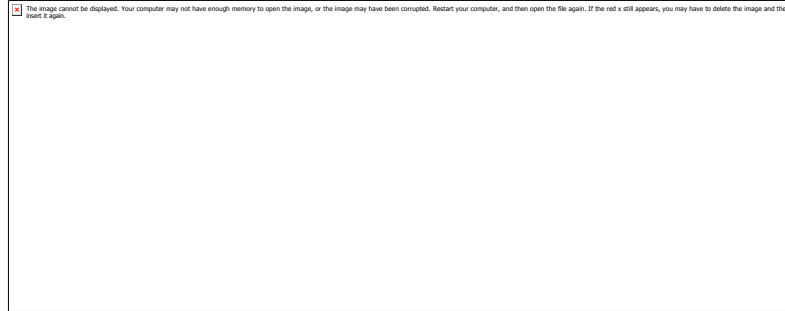 The image cannot be displayed. Your computer may not have enough memory to open the image, or the image may have been corrupted. Restart your computer, and then open the file again. If the red x still appears, you may have to delete the image and the
insert it again.